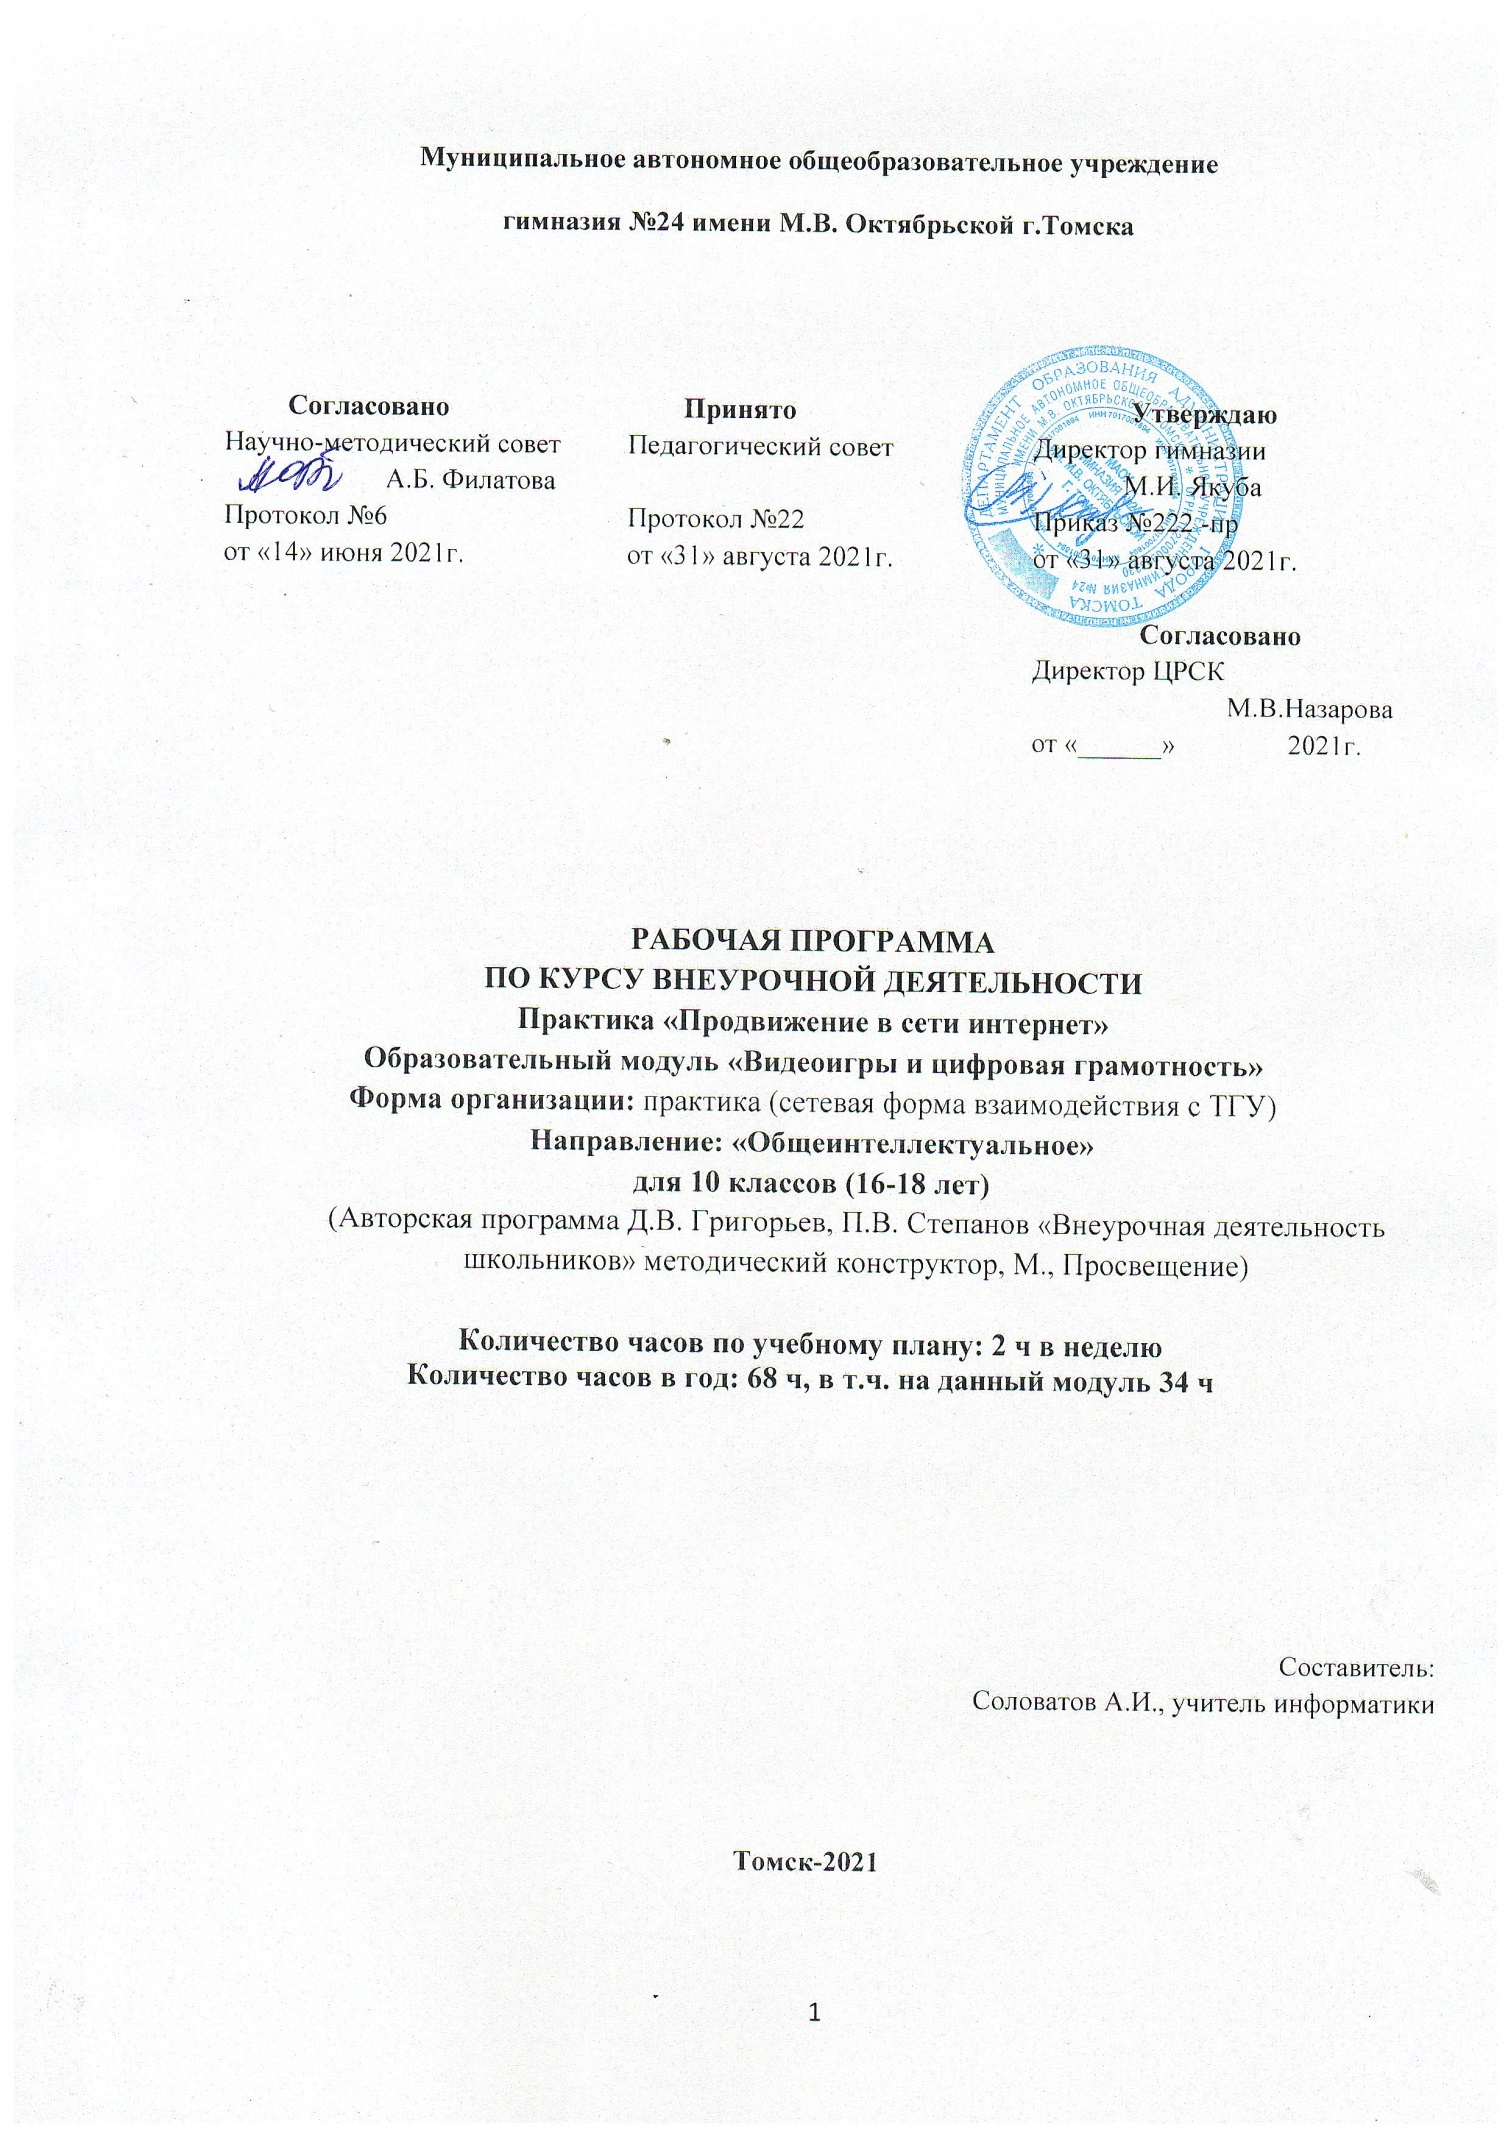 Муниципальное автономное общеобразовательное учреждение
гимназия №24 имени М.В. Октябрьской г.Томска
Согласовано
Научно-методический совет
А.Б. Филатова
Протокол №6
от «14» июня 2021г.
Принято
Педагогический совет
Протокол №22
от «31» августа 2021г.
Утверждаю
Директор гимназии
М.И. Якуба
Приказ №222 -пр
от «31» августа 2021г.
ДЕПАРТАМЕНТ ОБРАЗОВАНИЯ АДМИНИСТРАЦИИ ГОРОДА ТОМСКА
Согласовано
Директор ЦРСК
М.В.Назарова
от «______» 2021г.
РАБОЧАЯ ПРОГРАММА
ПО КУРСУ ВНЕУРОЧНОЙ ДЕЯТЕЛЬНОСТИ
Практика «Продвижение в сети интернет»
Образовательный модуль «Видеоигры и цифровая грамотность»
Форма организации: практика (сетевая форма взаимодействия с ТГУ)
Направление: «Общеинтеллектуальное»
для 10 классов (16-18 лет)
(Авторская программа Д.В. Григорьев, П.В. Степанов «Внеурочная деятельность
школьников» методический конструктор, М., Просвещение)
Количество часов по учебному плану: 2 ч в неделю
Количество часов в год: 68 ч, в т.ч. на данный модуль 34 ч
Составитель:
Соловатов А.И., учитель информатики
Томск-2021
1